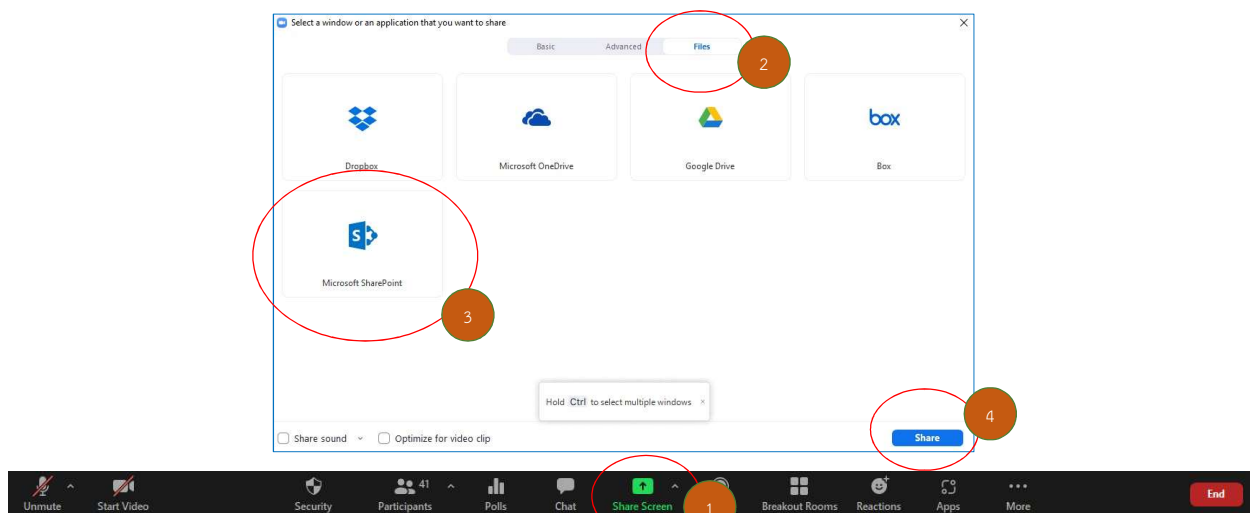 Select a window or an application that you want to share
Basic Advanced Files
2
box
Dropbox Microsoft OneDrive Google Drive Box
S
Microsoft SharePoint
3
Hold Ctrl to select multiple windows ×
4
Share sound Optimize for video clip Share
41
Unmute Start Video Security Participants Polls Chat Share Screen 1 Breakout Rooms Reactions Apps More End